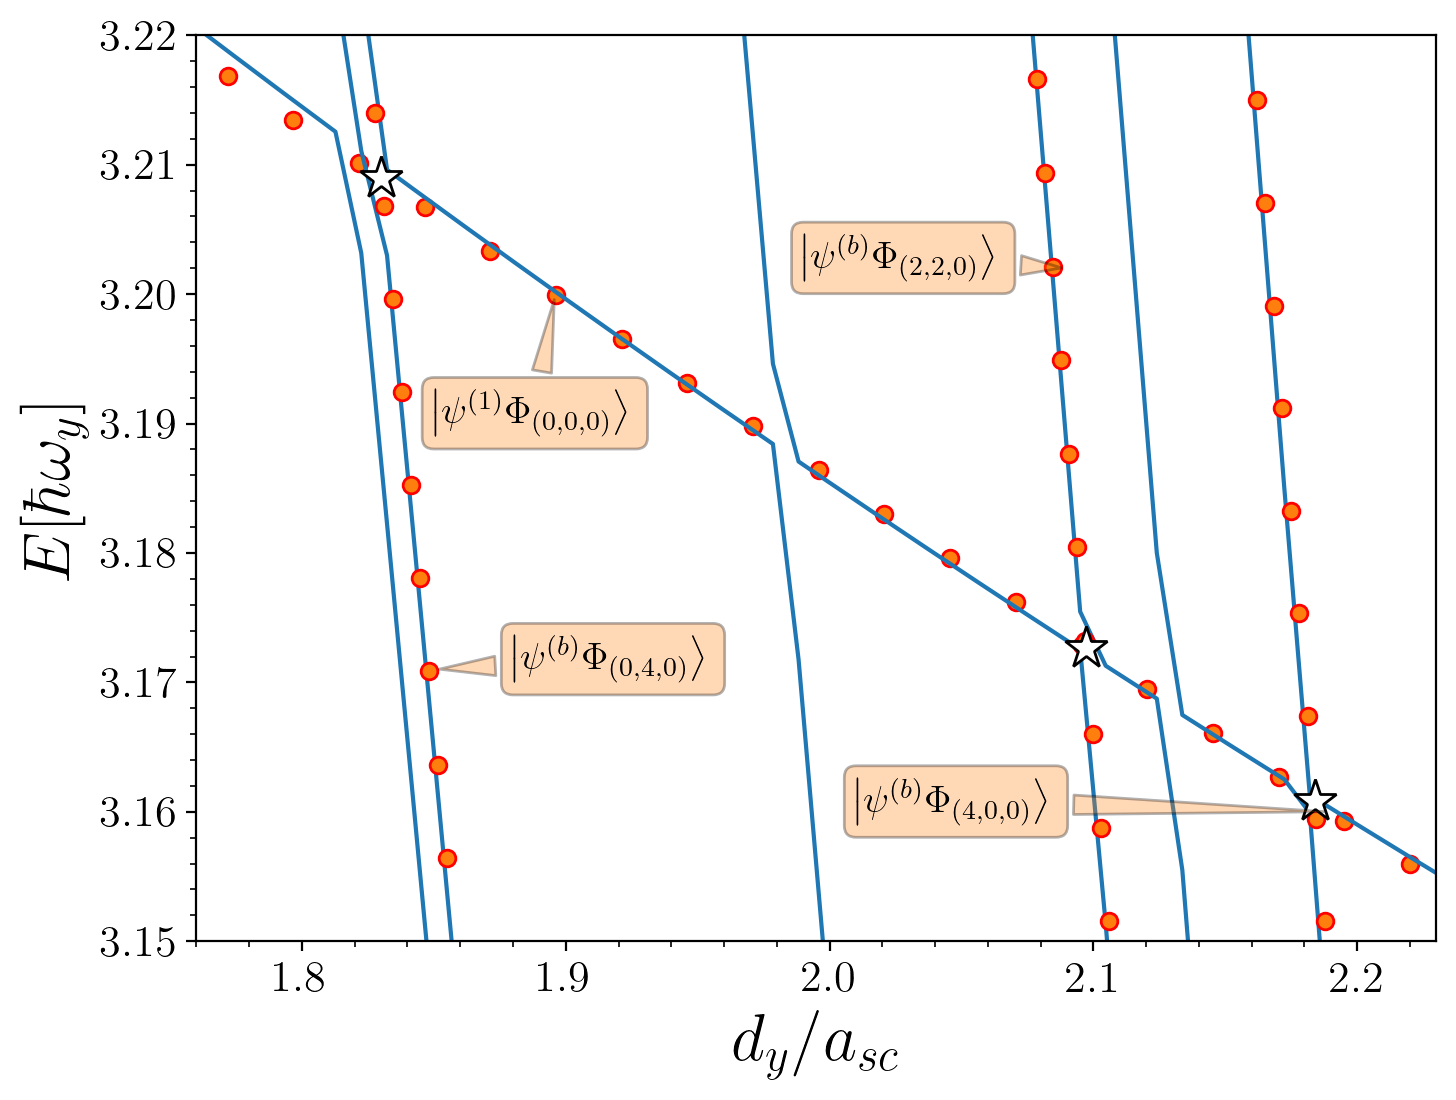 3.22
3.21
3.20
3.19
3.18
3.17
3.16
3.15
E[ħω_y]
|ψ^(b)Φ_(2,2,0)⟩
|ψ^(1)Φ_(0,0,0)⟩
|ψ^(b)Φ_(0,4,0)⟩
|ψ^(b)Φ_(4,0,0)⟩
1.8 1.9 2.0 2.1 2.2
d_y/a_sc